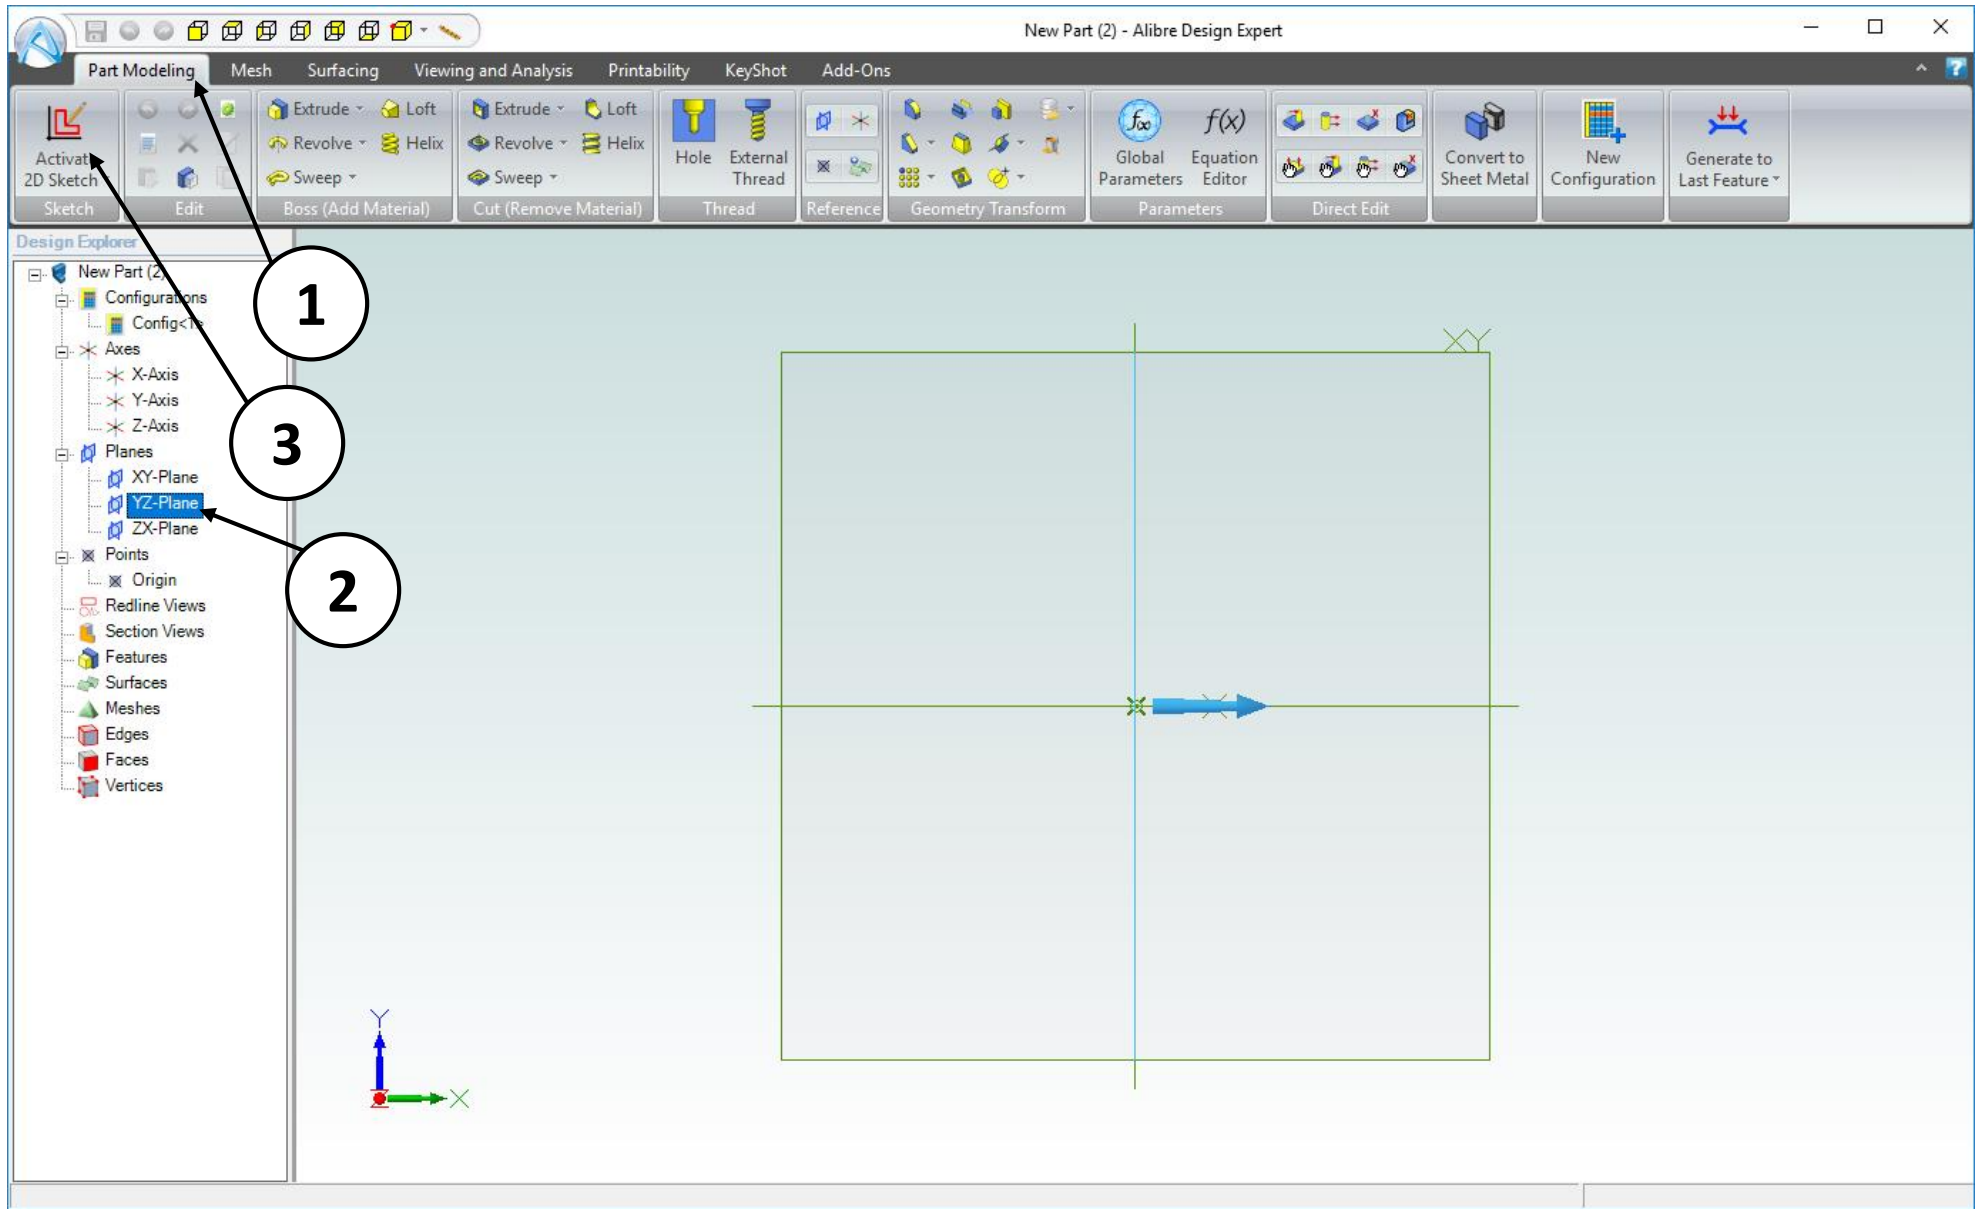 New Part (2) - Alibre Design Expert
Part Modeling Mesh Surfacing Viewing and Analysis Printability KeyShot Add-Ons
Extrude Loft Extrude Loft
Revolve Helix Revolve Helix
Sweep Sweep
2D Sketch
Hole External Thread
Global Parameters
f(x)
Equation Editor
Convert to Sheet Metal
New Configuration
Generate to Last Feature
Sketch Edit Boss (Add Material) Cut (Remove Material) Thread Reference Geometry Transform Parameters Direct Edit
Design Explorer
New Part (2)
Configurations
Axes
X-Axis
Y-Axis
Z-Axis
Planes
XY-Plane
YZ-Plane
ZX-Plane
Points
Origin
Redline Views
Section Views
Features
Surfaces
Meshes
Edges
Faces
Vertices
1
3
2
XY
X
Y
X
Z